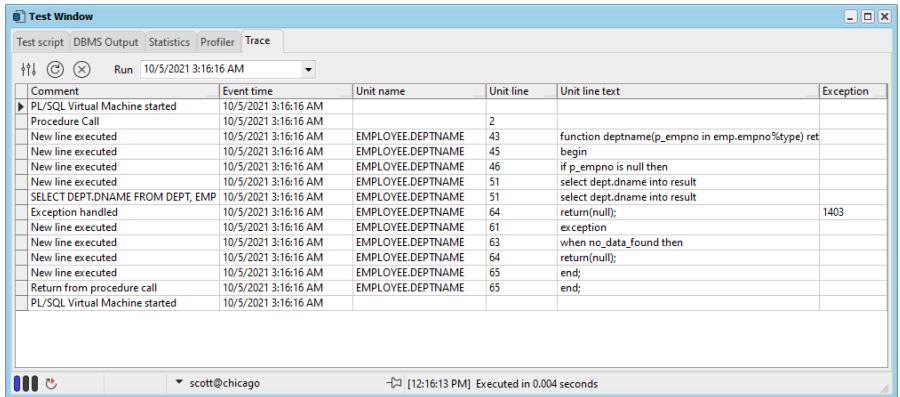 Test Window
Test script DBMS Output Statistics Profiler Trace
Run 10/5/2021 3:16:16 AM
Comment Event time Unit name Unit line Unit line text Exception
PL/SQL Virtual Machine started 10/5/2021 3:16:16 AM
Procedure Call 10/5/2021 3:16:16 AM 2
New line executed 10/5/2021 3:16:16 AM EMPLOYEE.DEPTNAME 43 function deptname(p_empno in emp.empno%type) ret
New line executed 10/5/2021 3:16:16 AM EMPLOYEE.DEPTNAME 45 begin
New line executed 10/5/2021 3:16:16 AM EMPLOYEE.DEPTNAME 46 if p_empno is null then
New line executed 10/5/2021 3:16:16 AM EMPLOYEE.DEPTNAME 51 select dept.dname into result
SELECT DEPT.DNAME FROM DEPT, EMP 10/5/2021 3:16:16 AM EMPLOYEE.DEPTNAME 51 select dept.dname into result
Exception handled 10/5/2021 3:16:16 AM EMPLOYEE.DEPTNAME 64 return(null); 1403
New line executed 10/5/2021 3:16:16 AM EMPLOYEE.DEPTNAME 61 exception
New line executed 10/5/2021 3:16:16 AM EMPLOYEE.DEPTNAME 63 when no_data_found then
New line executed 10/5/2021 3:16:16 AM EMPLOYEE.DEPTNAME 64 return(null);
New line executed 10/5/2021 3:16:16 AM EMPLOYEE.DEPTNAME 65 end;
Return from procedure call 10/5/2021 3:16:16 AM EMPLOYEE.DEPTNAME 65 end;
PL/SQL Virtual Machine started 10/5/2021 3:16:16 AM
scott@chicago [12:16:13 PM] Executed in 0.004 seconds